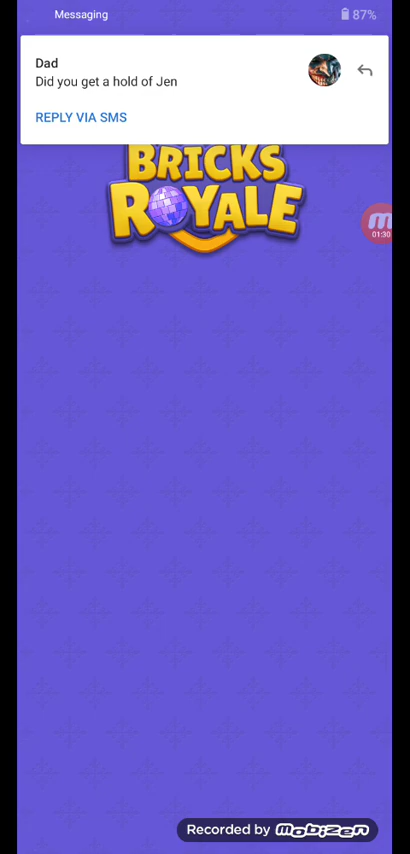 Messaging
87%
Dad
Did you get a hold of Jen
REPLY VIA SMS
BRICKS
ROYALE
01:30
Recorded by mobizen